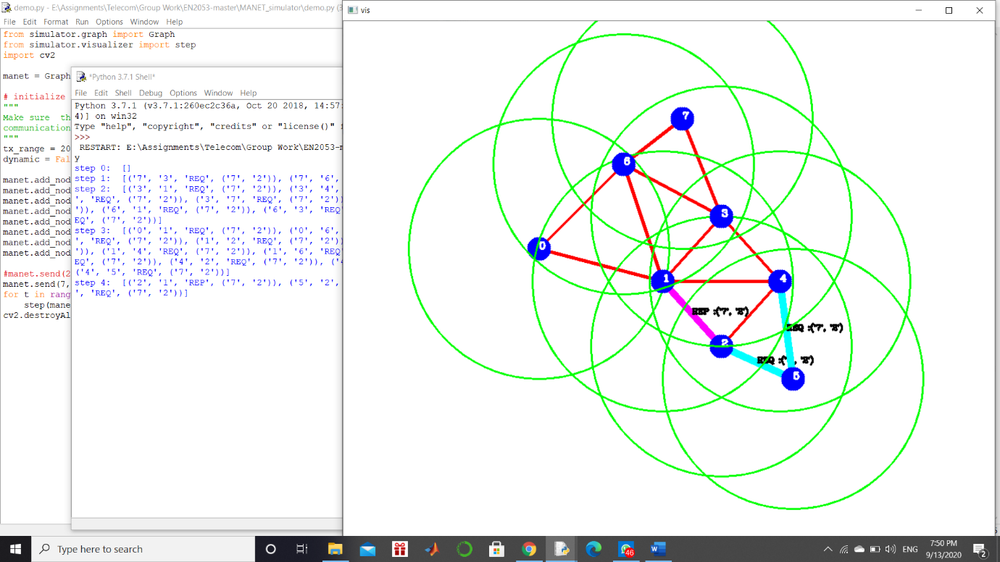 demo.py - E:\Assignments\Telecom\Group Work\EN2053-master\MANET_simulator\demo.py (3
File Edit Format Run Options Window Help
from simulator.graph import Graph
from simulator.visualizer import step
import cv2
manet = Graph
# initialize
"""
Make sure th
communication
"""
tx_range = 20
dynamic = Fal
manet.add_nod
manet.add_nod
manet.add_nod
manet.add_nod
manet.add_nod
manet.add_nod
manet.add_nod
manet.add_nod
#manet.send(2
manet.send(7,
for t in rang
step(mane
cv2.destroyAl
*Python 3.7.1 Shell*
File Edit Shell Debug Options Window Help
Python 3.7.1 (v3.7.1:260ec2c36a, Oct 20 2018, 14:57:
4)] on win32
Type "help", "copyright", "credits" or "license()"
>>>
RESTART: E:\Assignments\Telecom\Group Work\EN2053-m
y
step 0: []
step 1: [('7', '3', 'REQ', ('7', '2')), ('7', '6',
step 2: [('3', '1', 'REQ', ('7', '2')), ('3', '4',
', 'REQ', ('7', '2')), ('3', '7', 'REQ', ('7', '2')
')), ('6', '1', 'REQ', ('7', '2')), ('6', '3', 'REQ'
EQ', ('7', '2'))]
step 3: [('0', '1', 'REQ', ('7', '2')), ('0', '6',
', 'REQ', ('7', '2')), ('1', '2', 'REQ', ('7', '2'))
')), ('1', '4', 'REQ', ('7', '2')), ('1', '6', 'REQ'
EQ', ('7', '2')), ('4', '2', 'REQ', ('7', '2')), ('
('4', '5', 'REQ', ('7', '2'))]
step 4: [('2', '1', 'REP', ('7', '2')), ('5', '2',
', 'REQ', ('7', '2'))]
vis
7
6
3
0
1
4
REP :('7', '2')
REQ :('7', '2')
2
REQ :('7', '2')
5
Type here to search
46
ENG
7:50 PM
9/13/2020
2